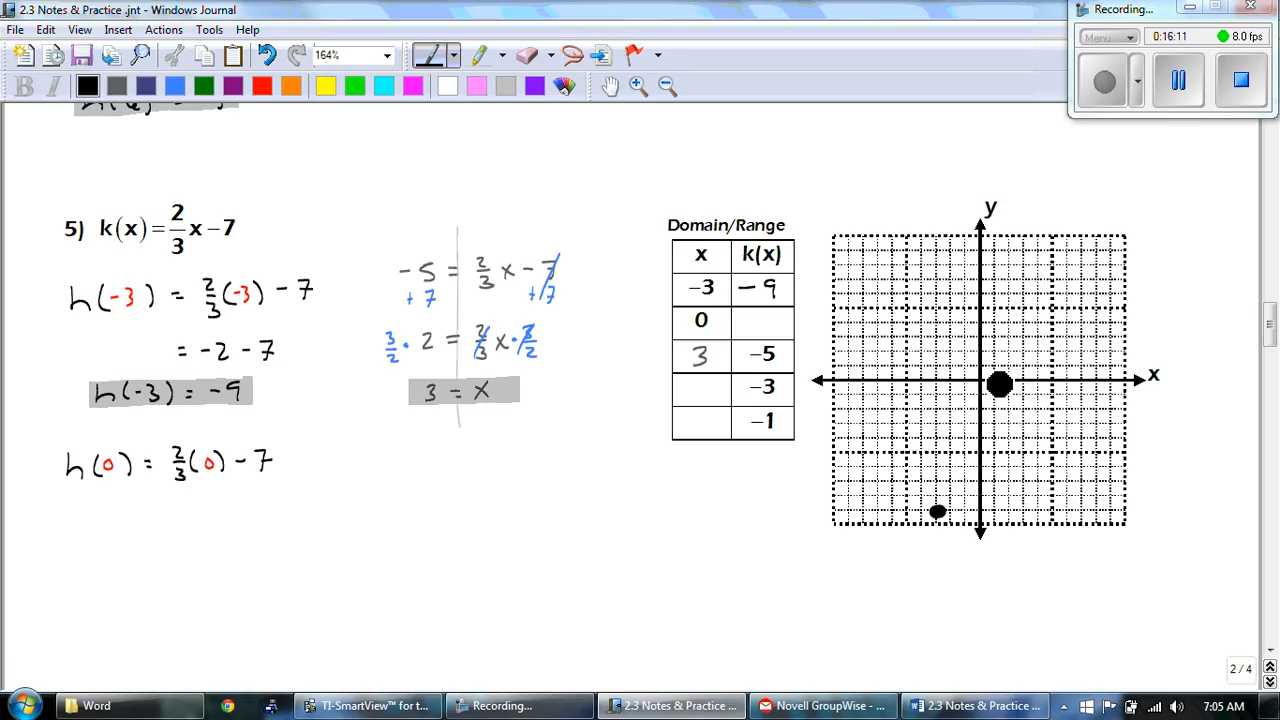 2.3 Notes & Practice .jnt - Windows Journal
File Edit View Insert Actions Tools Help
164%
Recording...
Menu 0:16:11 8.0 fps
5) k(x) = 2/3 x - 7
h(-3) = 2/3(-3) - 7
= -2 - 7
h(-3) = -9
h(0) = 2/3(0) - 7
-5 = 2/3 x - 7
+7 +7
3/2 · 2 = 2/3 x · 3/2
3 = x
Domain/Range
x k(x)
-3 -9
0
3 -5
-3
-1
y
x
2 / 4
Word
TI-SmartView™ for t...
Recording...
2.3 Notes & Practice ...
Novell GroupWise - ...
2.3 Notes & Practice ...
7:05 AM